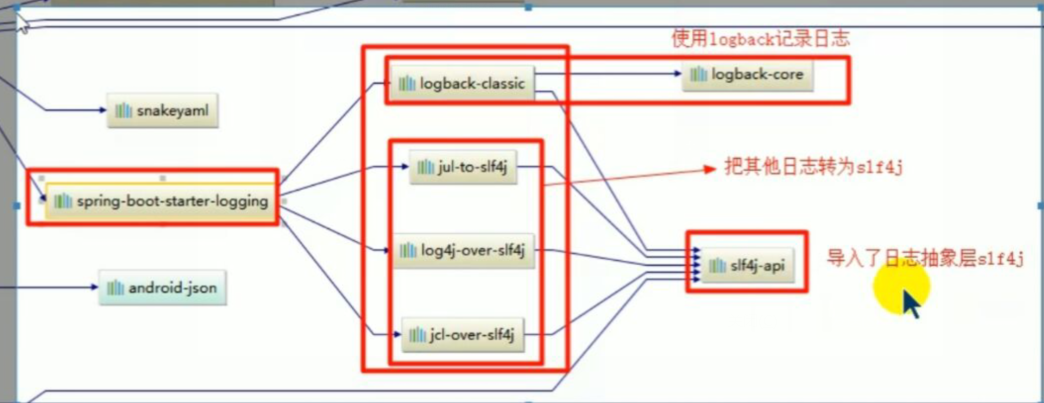 使用logback记录日志
logback-classic
logback-core
snakeyaml
jul-to-slf4j
把其他日志转为slf4j
spring-boot-starter-logging
log4j-over-slf4j
slf4j-api
导入了日志抽象层slf4j
android-json
jcl-over-slf4j